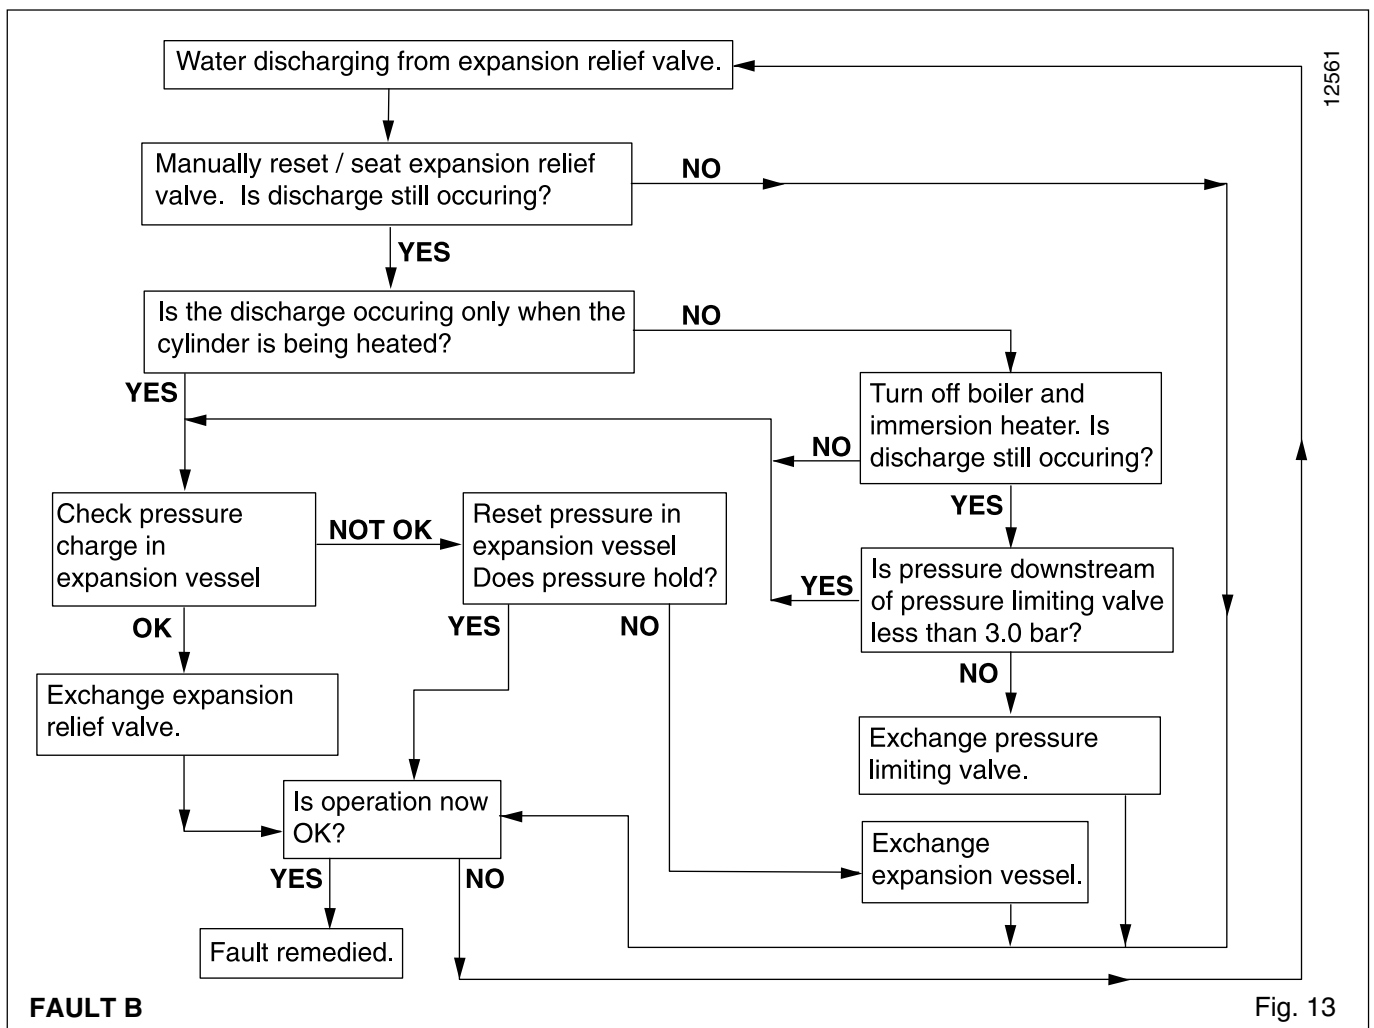 Water discharging from expansion relief valve.
12561
Manually reset / seat expansion relief
valve. Is discharge still occuring?
NO
YES
Is the discharge occuring only when the
cylinder is being heated?
NO
YES
Turn off boiler and
immersion heater. Is
discharge still occuring?
NO
YES
Check pressure
charge in
expansion vessel
NOT OK
Reset pressure in
expansion vessel
Does pressure hold?
Is pressure downstream
of pressure limiting valve
less than 3.0 bar?
YES
OK
YES
NO
NO
Exchange expansion
relief valve.
Exchange pressure
limiting valve.
Is operation now
OK?
Exchange
expansion vessel.
YES
NO
Fault remedied.
FAULT B
Fig. 13